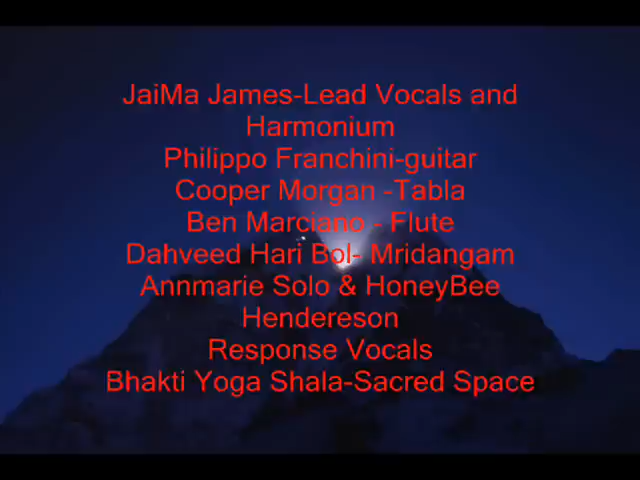 JaiMa James-Lead Vocals and
Harmonium
Philippo Franchini-guitar
Cooper Morgan -Tabla
Ben Marciano - Flute
Dahveed Hari Bol- Mridangam
Annmarie Solo & HoneyBee
Hendereson
Response Vocals
Bhakti Yoga Shala-Sacred Space